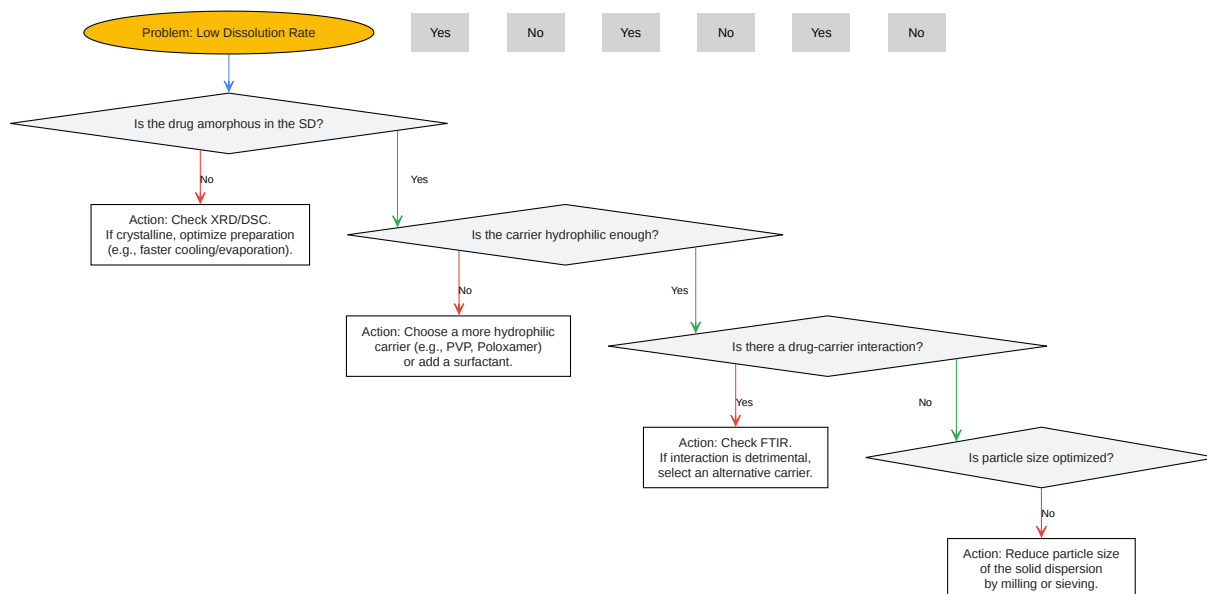 Problem: Low Dissolution Rate
Yes
No
Yes
No
Yes
No
Is the drug amorphous in the SD?
No
Yes
Action: Check XRD/DSC.
If crystalline, optimize preparation
(e.g., faster cooling/evaporation).
Is the carrier hydrophilic enough?
No
Yes
Action: Choose a more hydrophilic
carrier (e.g., PVP, Poloxamer)
or add a surfactant.
Is there a drug-carrier interaction?
Yes
No
Action: Check FTIR.
If interaction is detrimental,
select an alternative carrier.
Is particle size optimized?
No
Action: Reduce particle size
of the solid dispersion
by milling or sieving.